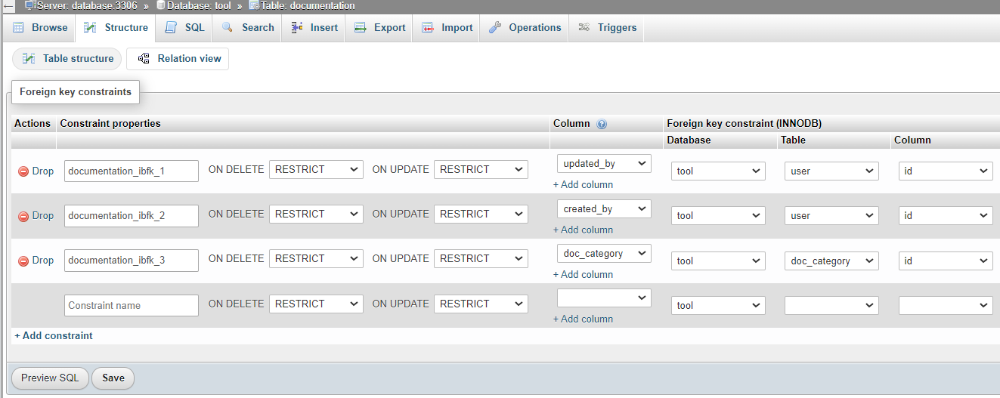 Server: database:3306 » Database: tool » Table: documentation
Browse Structure SQL Search Insert Export Import Operations Triggers
Table structure Relation view
Foreign key constraints
Actions Constraint properties Column Foreign key constraint (INNODB)
Database Table Column
Drop documentation_ibfk_1 ON DELETE RESTRICT ON UPDATE RESTRICT updated_by tool user id
+ Add column
Drop documentation_ibfk_2 ON DELETE RESTRICT ON UPDATE RESTRICT created_by tool user id
+ Add column
Drop documentation_ibfk_3 ON DELETE RESTRICT ON UPDATE RESTRICT doc_category tool doc_category id
+ Add column
Constraint name ON DELETE RESTRICT ON UPDATE RESTRICT tool
+ Add column
+ Add constraint
Preview SQL Save